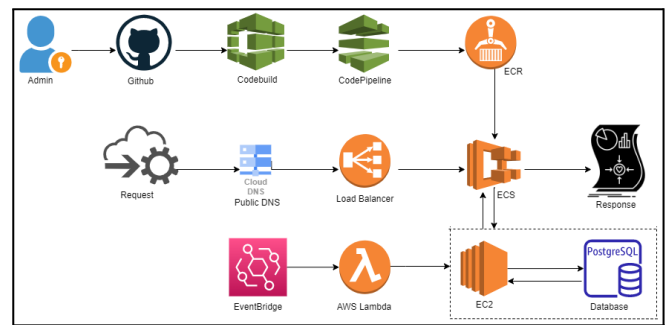 Admin
Github
Codebuild
CodePipeline
ECR
Request
Cloud
DNS
Public DNS
Load Balancer
ECS
Response
EventBridge
AWS Lambda
EC2
PostgreSQL
Database